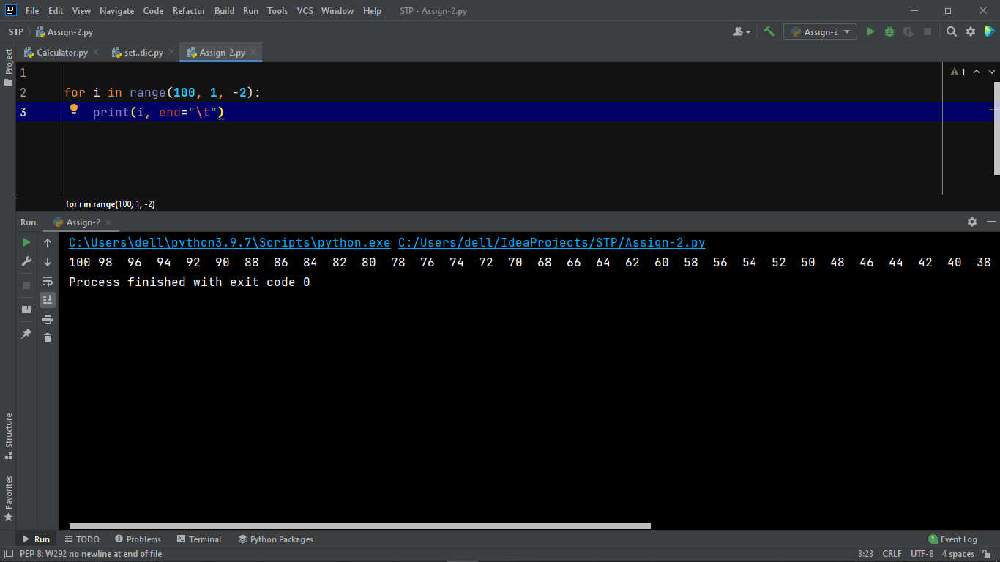 IJ File Edit View Navigate Code Refactor Build Run Tools VCS Window Help STP - Assign-2.py
STP Assign-2.py Assign-2
Project
Calculator.py set..dic.py Assign-2.py
1
2 for i in range(100, 1, -2):
3 print(i, end="\t")
1
for i in range(100, 1, -2)
Run: Assign-2
C:\Users\dell\python3.9.7\Scripts\python.exe C:/Users/dell/IdeaProjects/STP/Assign-2.py
100 98 96 94 92 90 88 86 84 82 80 78 76 74 72 70 68 66 64 62 60 58 56 54 52 50 48 46 44 42 40 38
Process finished with exit code 0
Structure
Favorites
Run TODO Problems Terminal Python Packages 1 Event Log
PEP 8: W292 no newline at end of file 3:23 CRLF UTF-8 4 spaces